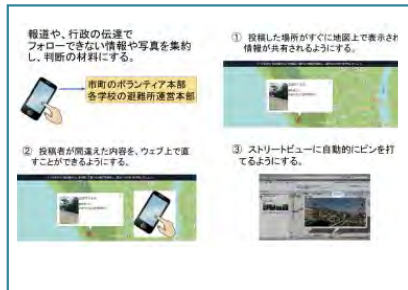 報道や、行政の伝達で
フォローできない情報や写真を集約
し、判断の材料にする。
市町のボランティア本部
各学校の避難所運営本部
① 投稿した場所がすぐに地図上で表示され
情報が共有されるようにする。
② 投稿者が間違えた内容を、ウェブ上で直
すことができるようにする。
③ ストリートビューに自動的にピンを打
てるようにする。